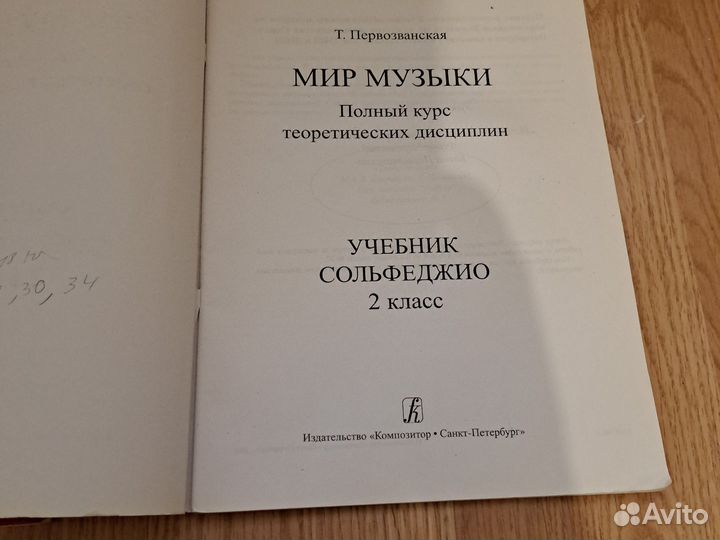 Т. Первозванская
МИР МУЗЫКИ
Полный курс
теоретических дисциплин
УЧЕБНИК
СОЛЬФЕДЖИО
2 класс
Издательство «Композитор • Санкт-Петербург»
,30, 34
Avito